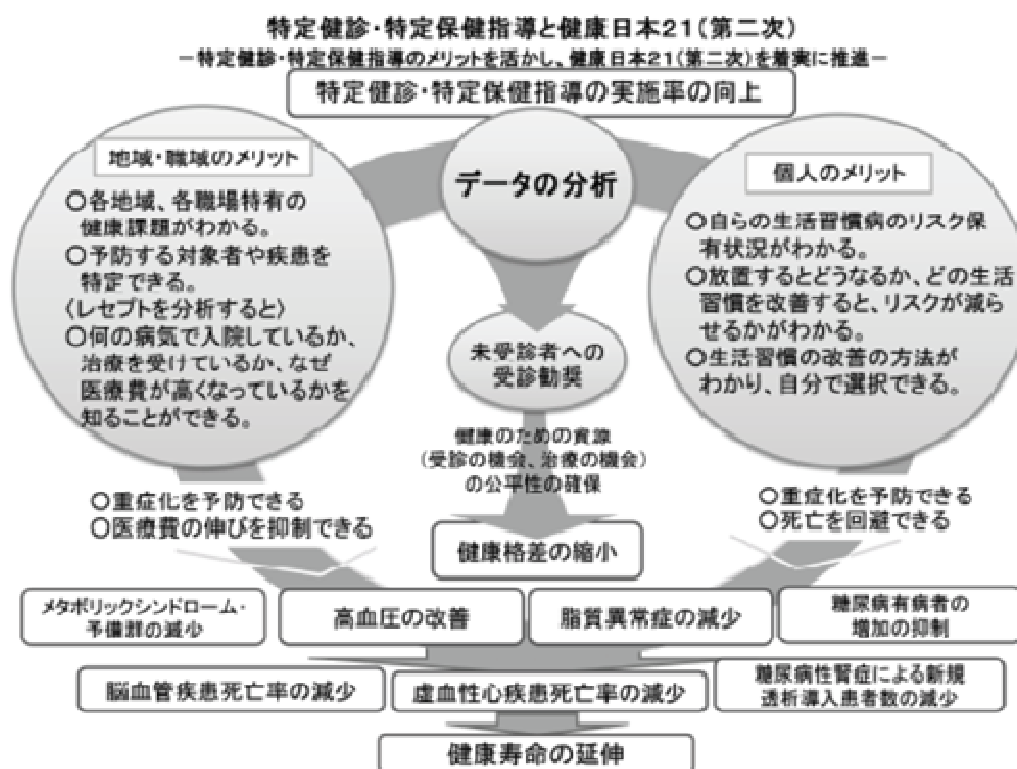 特定健診・特定保健指導と健康日本21(第二次)
－特定健診・特定保健指導のメリットを活かし、健康日本21(第二次)を着実に推進－
特定健診・特定保健指導の実施率の向上
地域・職域のメリット
○各地域、各職場特有の
健康課題がわかる。
○予防する対象者や疾患を
特定できる。
〈レセプトを分析すると〉
○何の病気で入院しているか、
治療を受けているか、なぜ
医療費が高くなっているかを
知ることができる。
データの分析
個人のメリット
○自らの生活習慣病のリスク保
有状況がわかる。
○放置するとどうなるか、どの生活
習慣を改善すると、リスクが減ら
せるかがわかる。
○生活習慣の改善の方法が
わかり、自分で選択できる。
未受診者への
受診勧奨
健康のための資源
(受診の機会、治療の機会)
の公平性の確保
○重症化を予防できる
○医療費の伸びを抑制できる
○重症化を予防できる
○死亡を回避できる
健康格差の縮小
メタボリックシンドローム・
予備群の減少
高血圧の改善
脂質異常症の減少
糖尿病有病者の
増加の抑制
脳血管疾患死亡率の減少
虚血性心疾患死亡率の減少
糖尿病性腎症による新規
透析導入患者数の減少
健康寿命の延伸